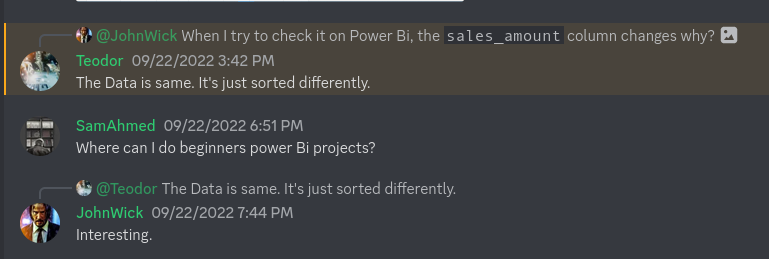 @JohnWick When I try to check it on Power Bi, the sales_amount column changes why?
Teodor 09/22/2022 3:42 PM
The Data is same. It's just sorted differently.
SamAhmed 09/22/2022 6:51 PM
Where can I do beginners power Bi projects?
@Teodor The Data is same. It's just sorted differently.
JohnWick 09/22/2022 7:44 PM
Interesting.